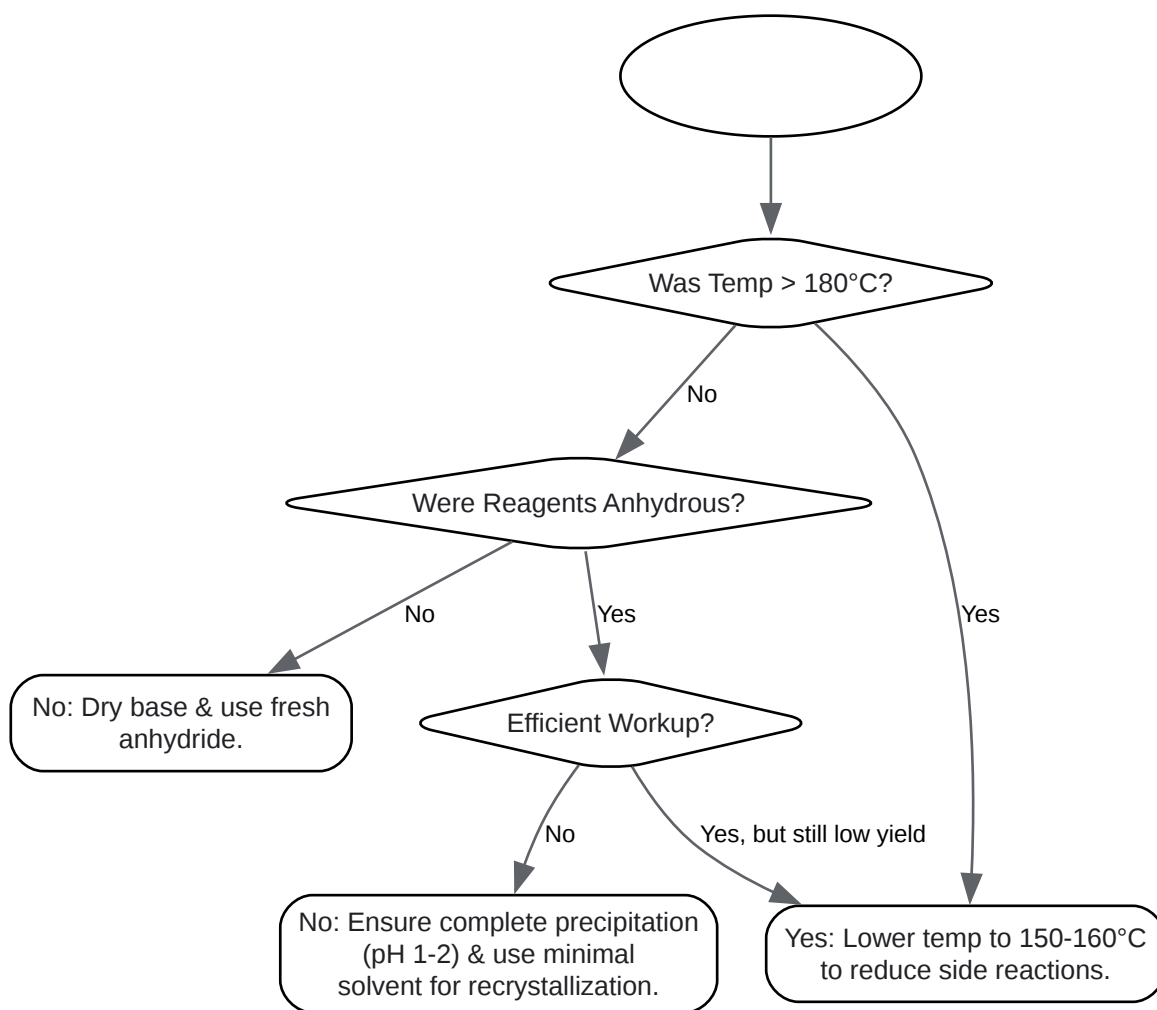 Was Temp > 180°C?
No
Were Reagents Anhydrous?
No
Yes
Yes
No: Dry base & use fresh
anhydride.
Efficient Workup?
No
Yes, but still low yield
No: Ensure complete precipitation
(pH 1-2) & use minimal
solvent for recrystallization.
Yes: Lower temp to 150-160°C
to reduce side reactions.